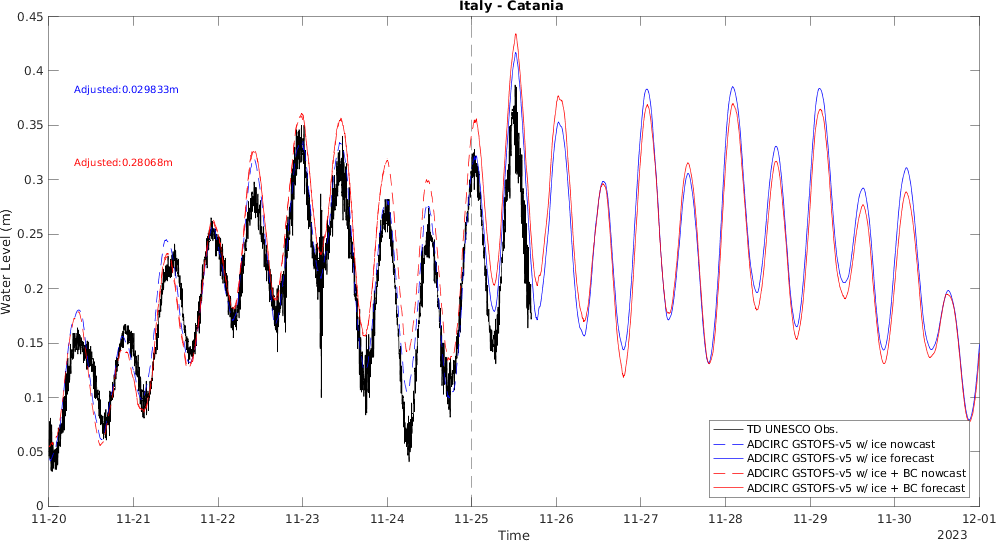 Italy - Catania
Water Level (m)
0.45
0.4
0.35
0.3
0.25
0.2
0.15
0.1
0.05
0
Adjusted:0.029833m
Adjusted:0.28068m
TD UNESCO Obs.
ADCIRC GSTOFS-v5 w/ ice nowcast
ADCIRC GSTOFS-v5 w/ ice forecast
ADCIRC GSTOFS-v5 w/ ice + BC nowcast
ADCIRC GSTOFS-v5 w/ ice + BC forecast
11-20 11-21 11-22 11-23 11-24 11-25 11-26 11-27 11-28 11-29 11-30 12-01
Time
2023